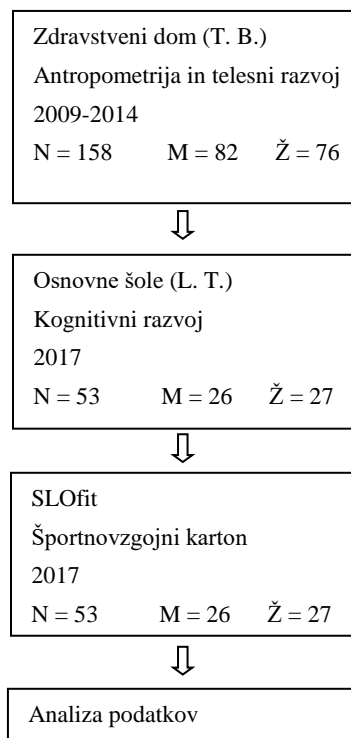 Zdravstveni dom (T. B.)
Antropometrija in telesni razvoj
2009-2014
N = 158 M = 82 Ž = 76
Osnovne šole (L. T.)
Kognitivni razvoj
2017
N = 53 M = 26 Ž = 27
SLOfit
Športnovzgojni karton
2017
N = 53 M = 26 Ž = 27
Analiza podatkov